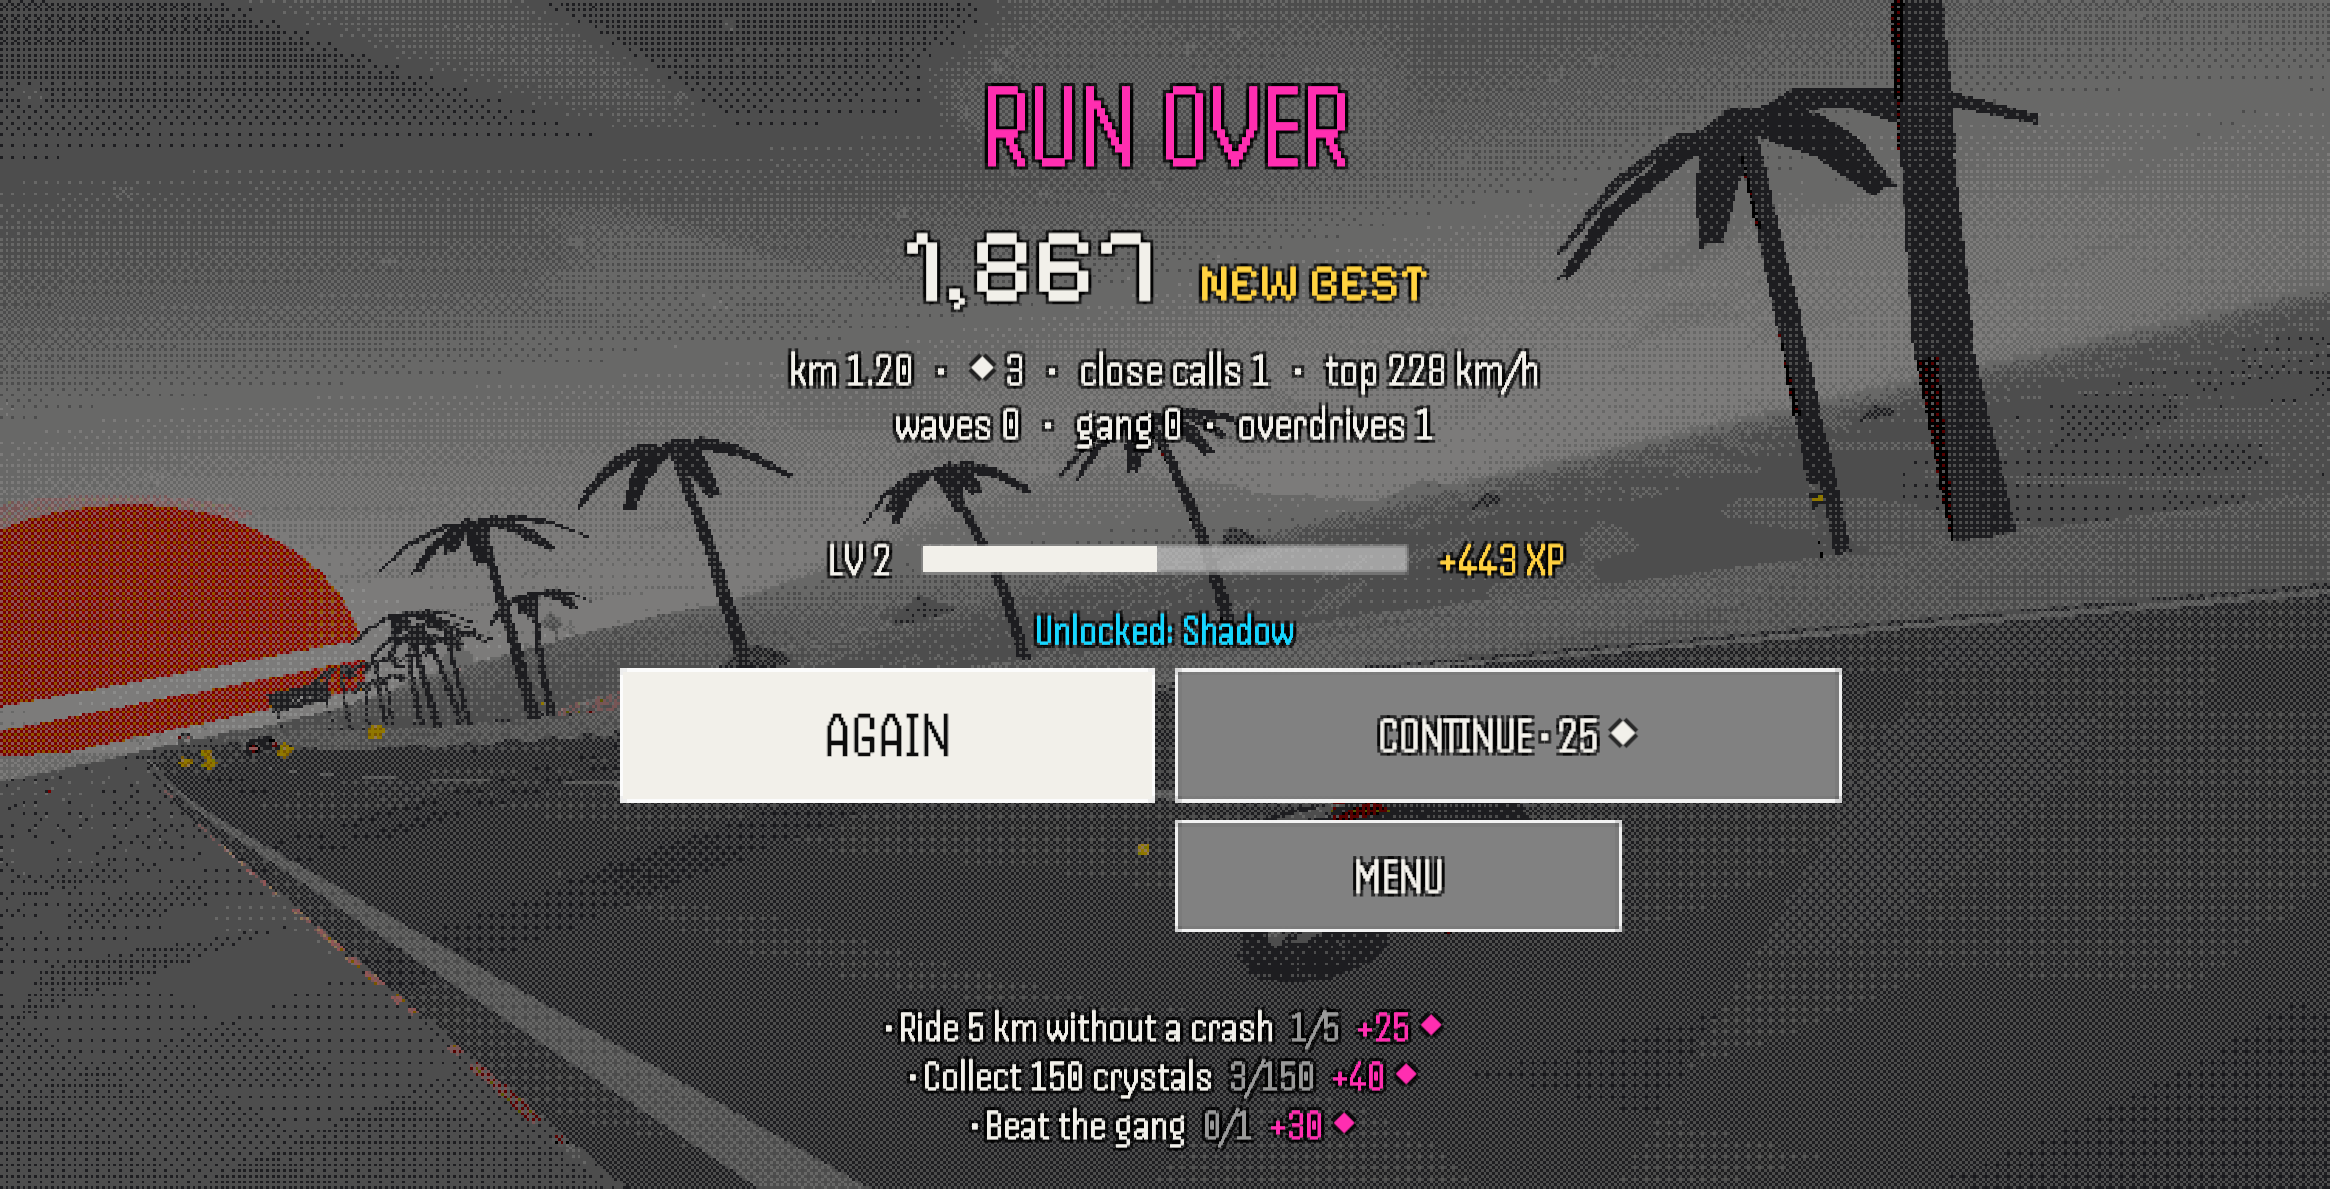 RUN OVER
1,867 NEW BEST
km 1.20 · ◆ 3 · close calls 1 · top 228 km/h
waves 0 · gang 0 · overdrives 1
LV 2 +443 XP
Unlocked: Shadow
AGAIN
CONTINUE · 25 ◆
MENU
· Ride 5 km without a crash 1/5 +25 ◆
· Collect 150 crystals 3/150 +40 ◆
· Beat the gang 0/1 +30 ◆